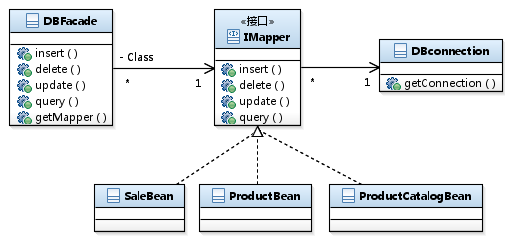 DBFacade
insert ( )
delete ( )
update ( )
query ( )
getMapper ( )
- Class
*
1
«接口»
IMapper
insert ( )
delete ( )
update ( )
query ( )
*
1
DBconnection
getConnection ( )
SaleBean
ProductBean
ProductCatalogBean